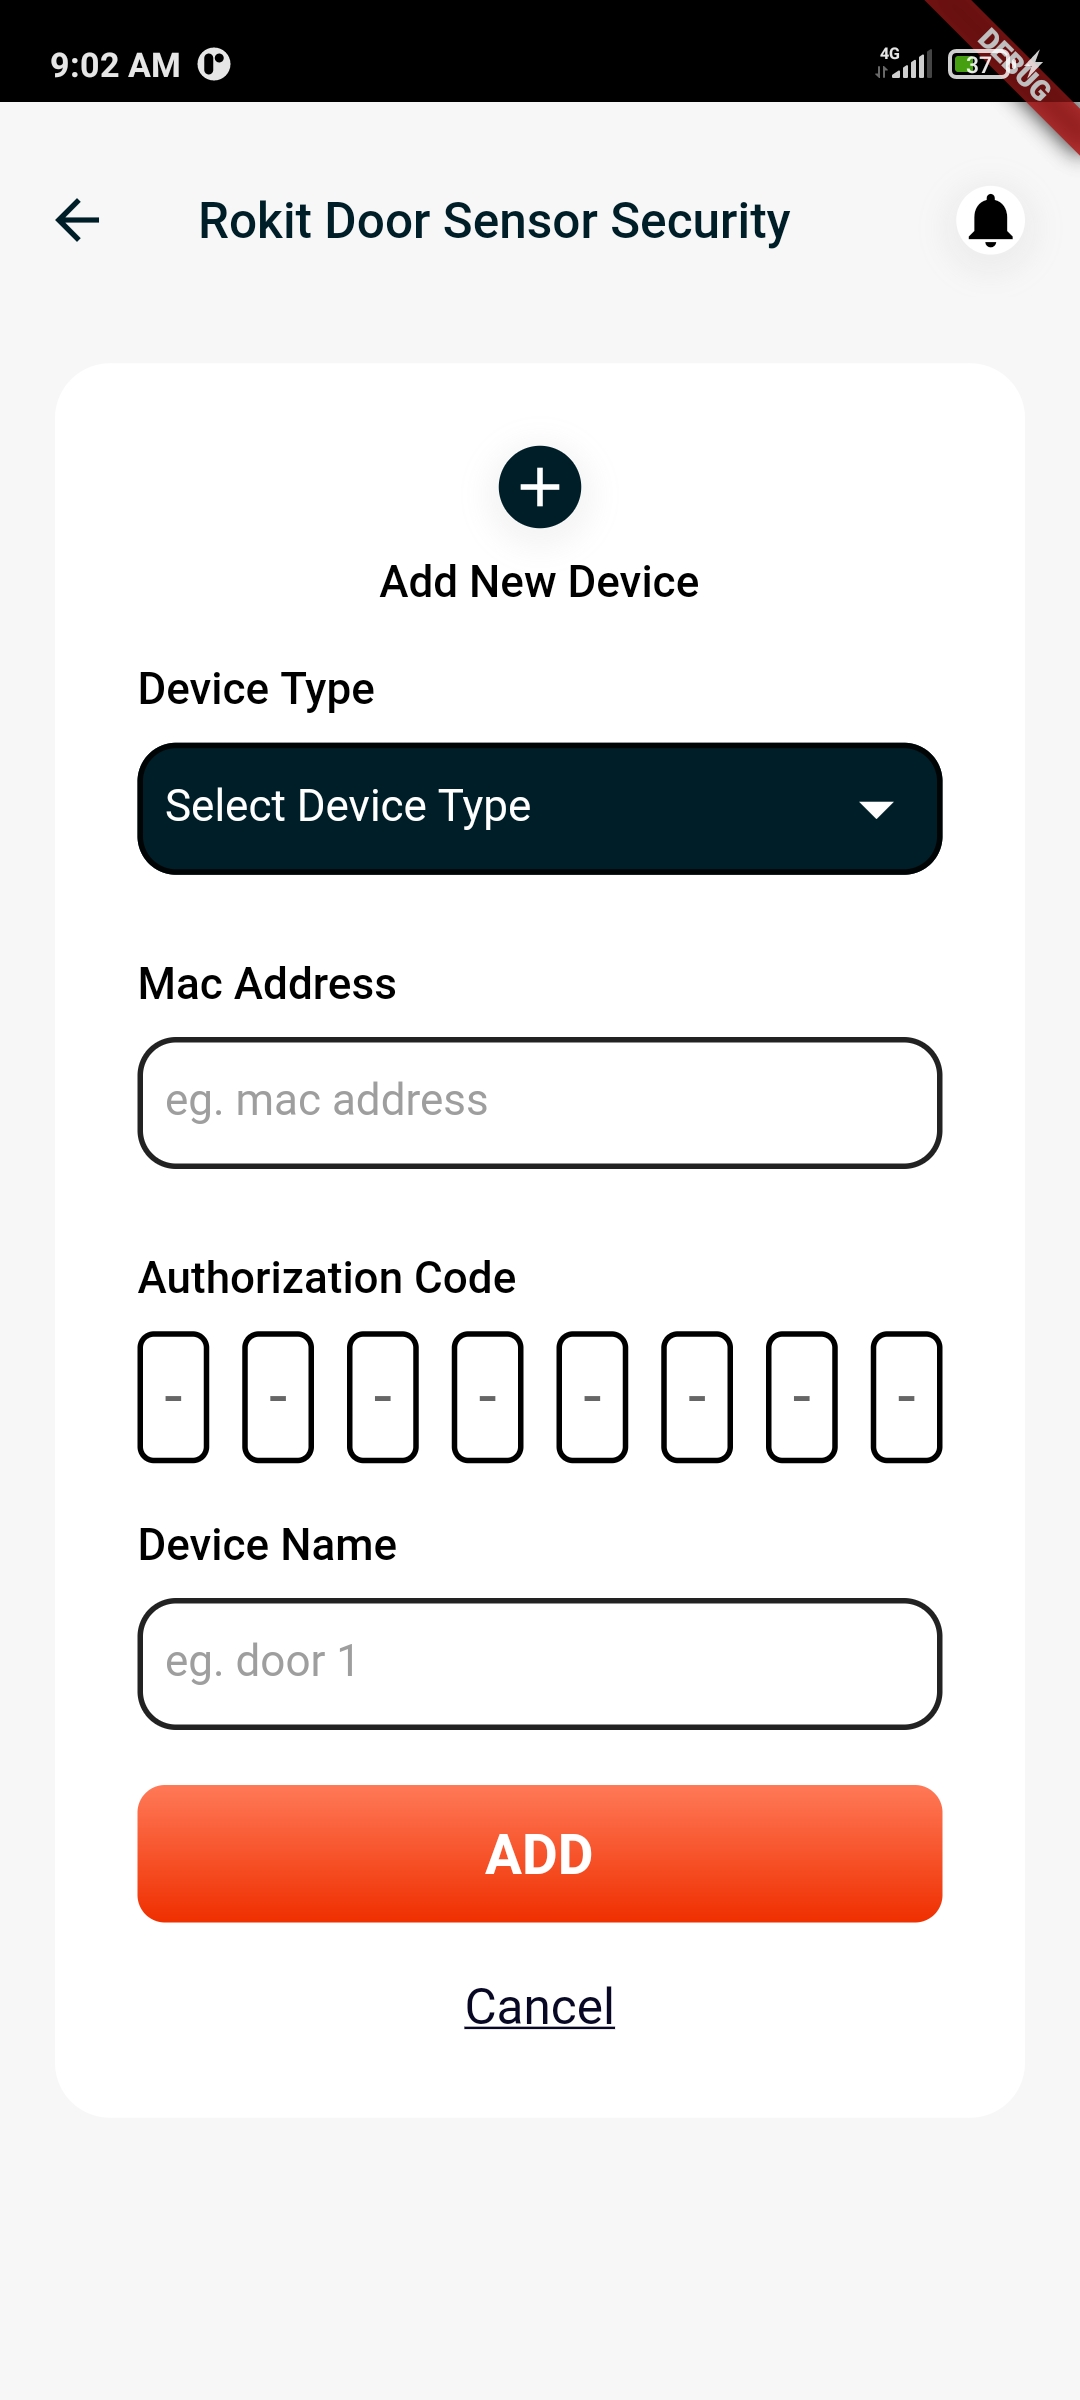 9:02 AM
4G
37
DEBUG
Rokit Door Sensor Security
Add New Device
Device Type
Select Device Type
Mac Address
eg. mac address
Authorization Code
- - - - - - - -
Device Name
eg. door 1
ADD
Cancel